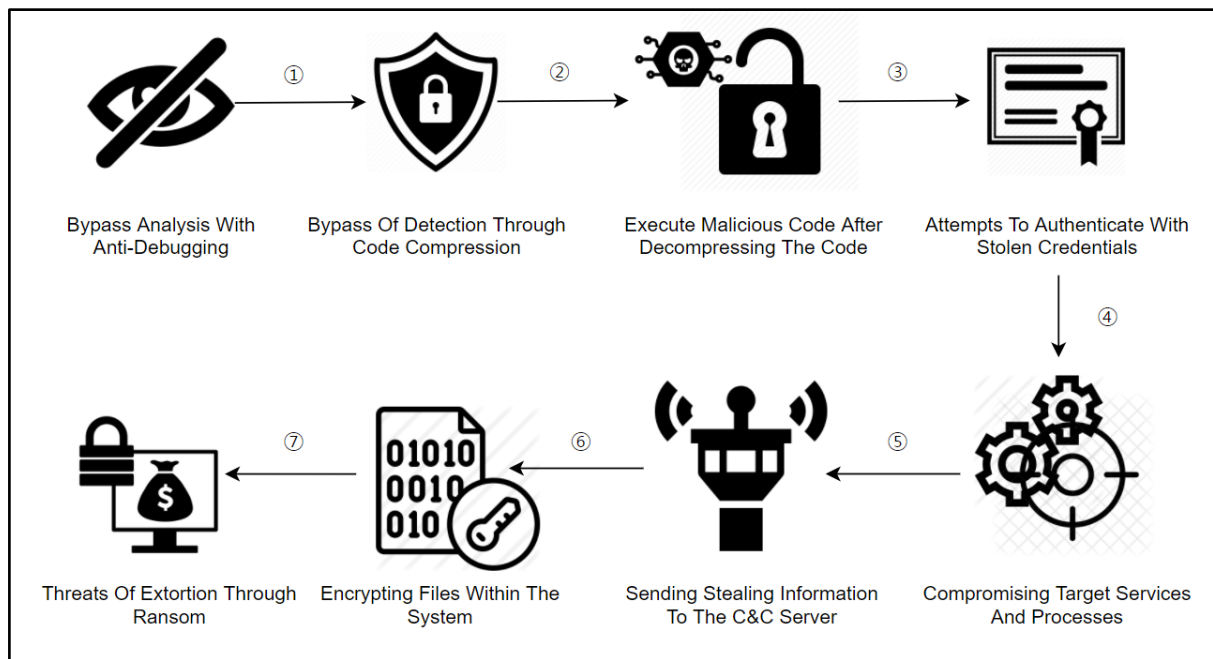 ①
②
③
Bypass Analysis With
Anti-Debugging
Bypass Of Detection Through
Code Compression
Execute Malicious Code After
Decompressing The Code
Attempts To Authenticate With
Stolen Credentials
④
⑦
⑥
⑤
01010
0010
010
$
Threats Of Extortion Through
Ransom
Encrypting Files Within The
System
Sending Stealing Information
To The C&C Server
Compromising Target Services
And Processes